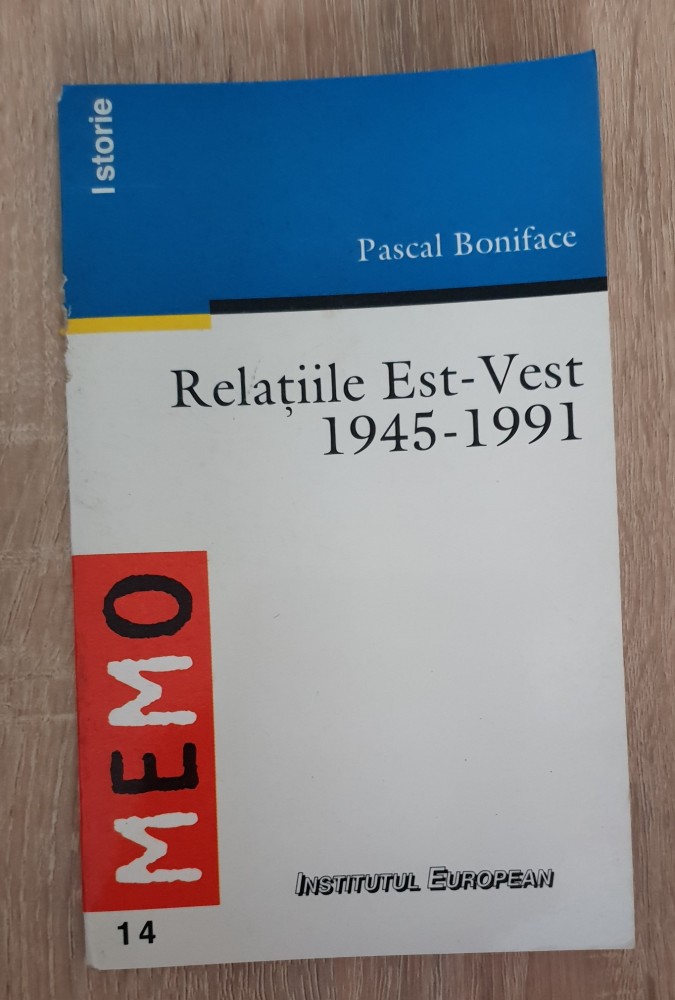 Istorie
Pascal Boniface
Relațiile Est-Vest
1945-1991
MEMO
INSTITUTUL EUROPEAN
14